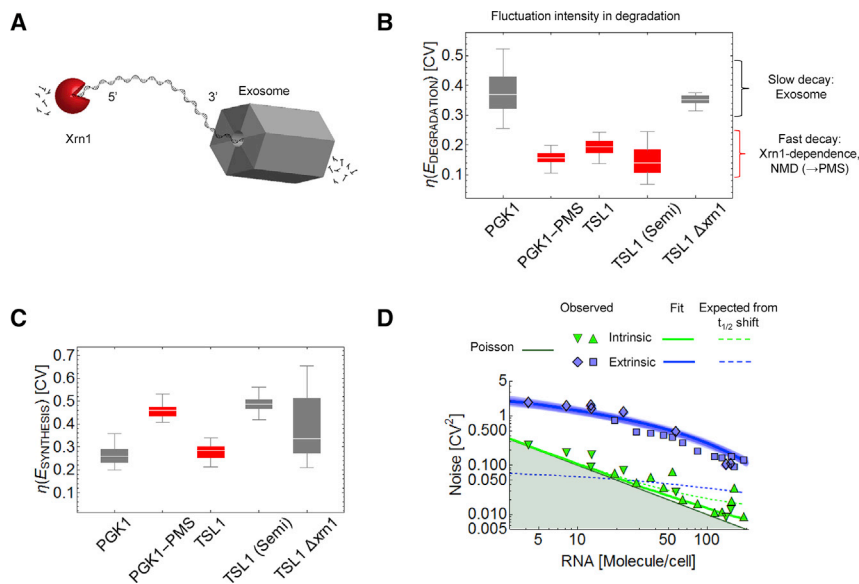 A
Xrn1
5'
3'
Exosome
B
Fluctuation intensity in degradation
η(E_DEGRADATION) [CV]
0.5
0.4
0.3
0.2
0.1
PGK1
PGK1–PMS
TSL1
TSL1 (Semi)
TSL1 Δxrn1
Slow decay:
Exosome
Fast decay:
Xrn1-dependence,
NMD (→PMS)
C
η(E_SYNTHESIS) [CV]
0.7
0.6
0.5
0.4
0.3
0.2
0.1
PGK1
PGK1–PMS
TSL1
TSL1 (Semi)
TSL1 Δxrn1
D
Observed Fit Expected from
t1/2 shift
Poisson
Intrinsic
Extrinsic
Noise [CV²]
5
1
0.500
0.100
0.050
0.010
0.005
5 10 50 100
RNA [Molecule/cell]